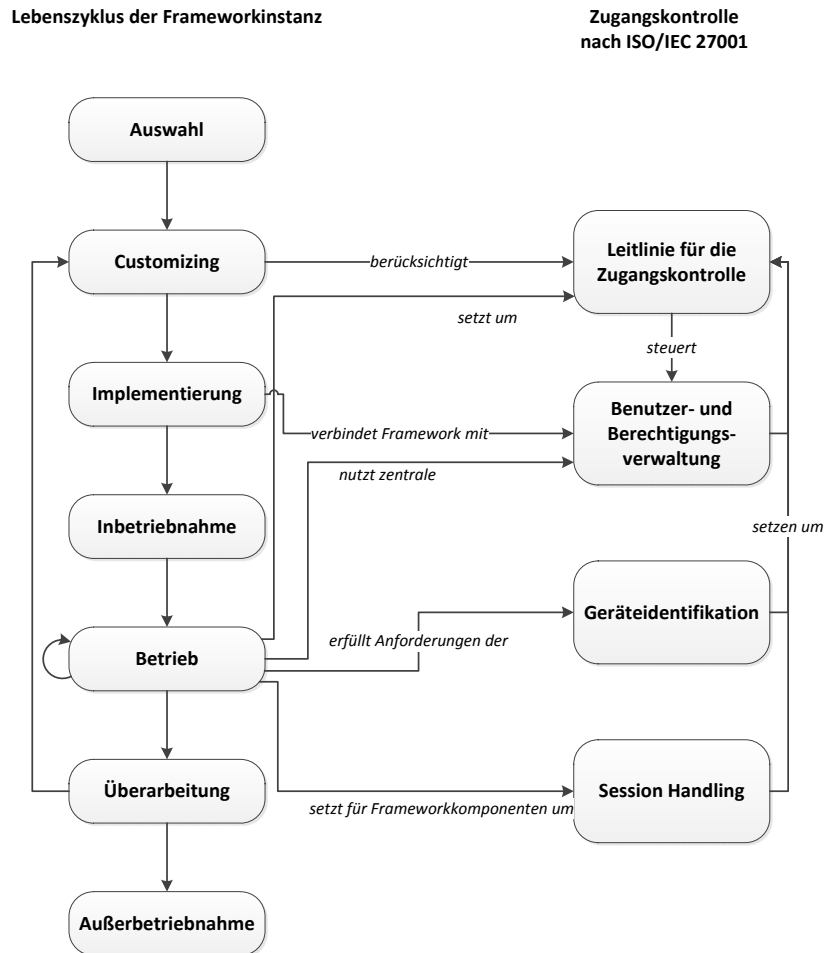 Lebenszyklus der Frameworkinstanz
Zugangskontrolle
nach ISO/IEC 27001
Auswahl
Customizing
berücksichtigt
Leitlinie für die
Zugangskontrolle
setzt um
steuert
Implementierung
verbindet Framework mit
Benutzer- und
Berechtigungs-
verwaltung
nutzt zentrale
Inbetriebnahme
setzen um
Geräteidentifikation
erfüllt Anforderungen der
Betrieb
Überarbeitung
setzt für Frameworkkomponenten um
Session Handling
Außerbetriebnahme